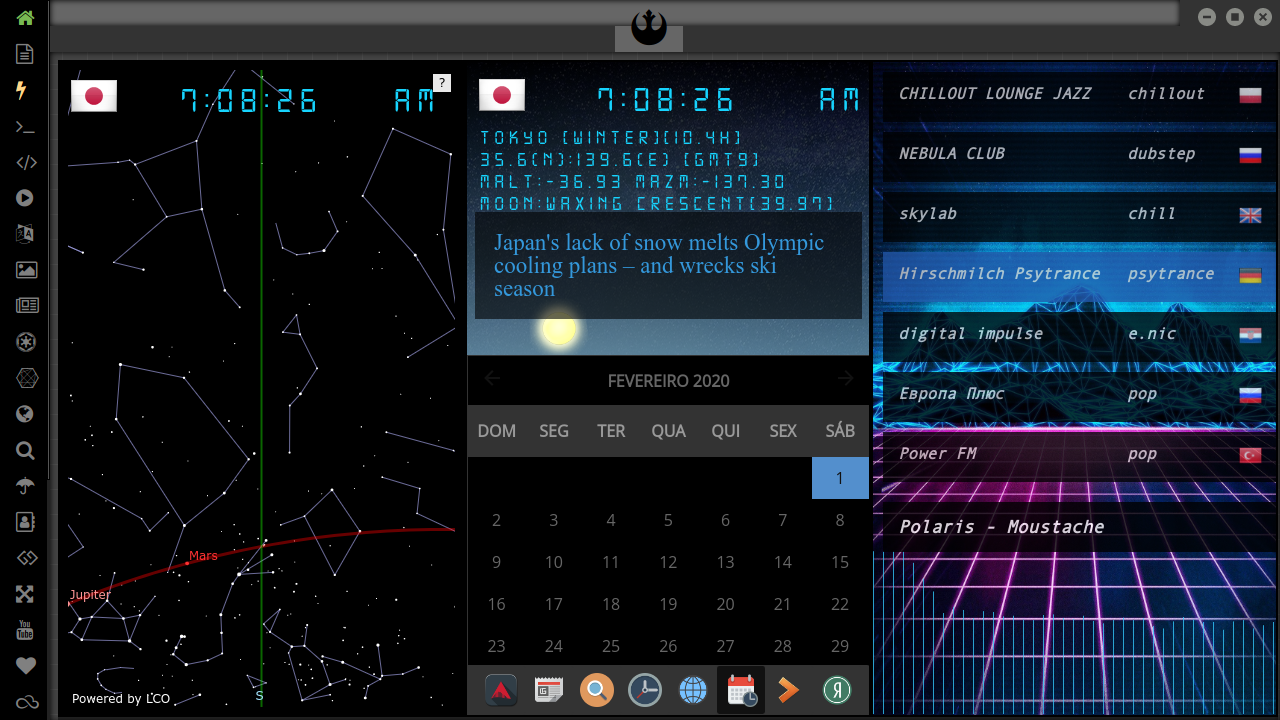 7:08:26 AM
?
Mars
Jupiter
S
Powered by LCO
7:08:26 AM
TOKYO [WINTER][10.4H]
35.6(N):139.6(E) [GMT9]
MALT:-36.93 MAZM:-137.30
MOON:WAXING CRESCENT[39.97]
Japan's lack of snow melts Olympic
cooling plans – and wrecks ski
season
FEVEREIRO 2020
DOM SEG TER QUA QUI SEX SÁB
1
2 3 4 5 6 7 8
9 10 11 12 13 14 15
16 17 18 19 20 21 22
23 24 25 26 27 28 29
CHILLOUT LOUNGE JAZZ chillout
NEBULA CLUB dubstep
skylab chill
Hirschmilch Psytrance psytrance
digital impulse e.nic
Европа Плюс pop
Power FM pop
Polaris - Moustache
You
Tube
Я